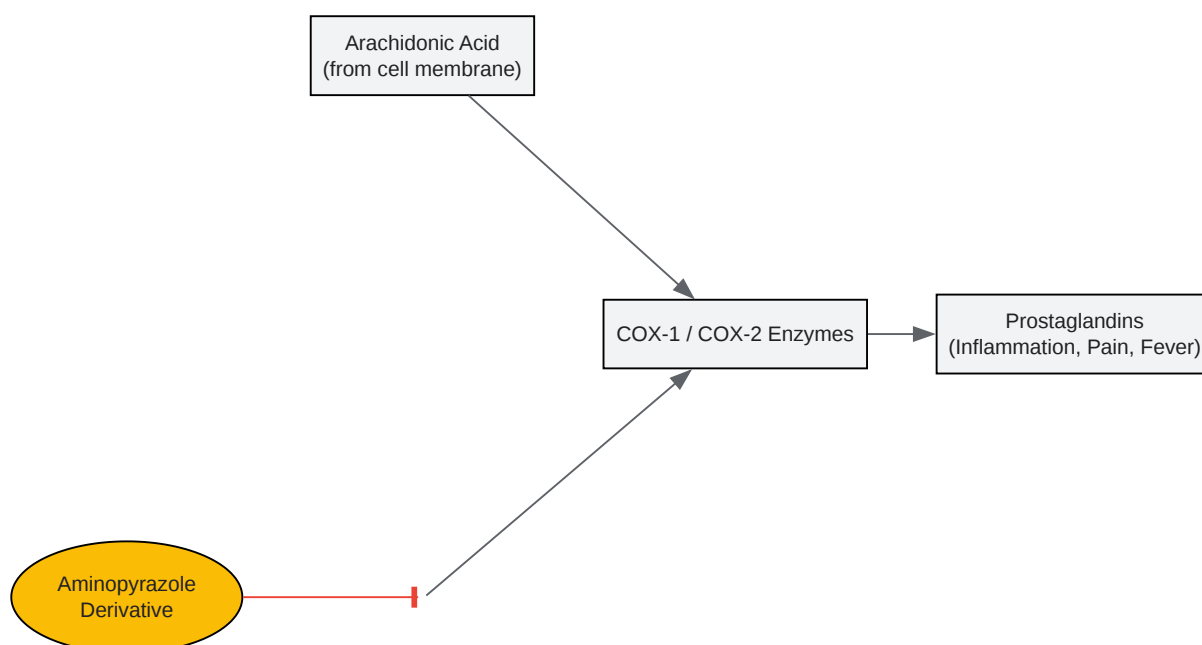 Arachidonic Acid
(from cell membrane)
COX-1 / COX-2 Enzymes
Prostaglandins
(Inflammation, Pain, Fever)
Aminopyrazole
Derivative